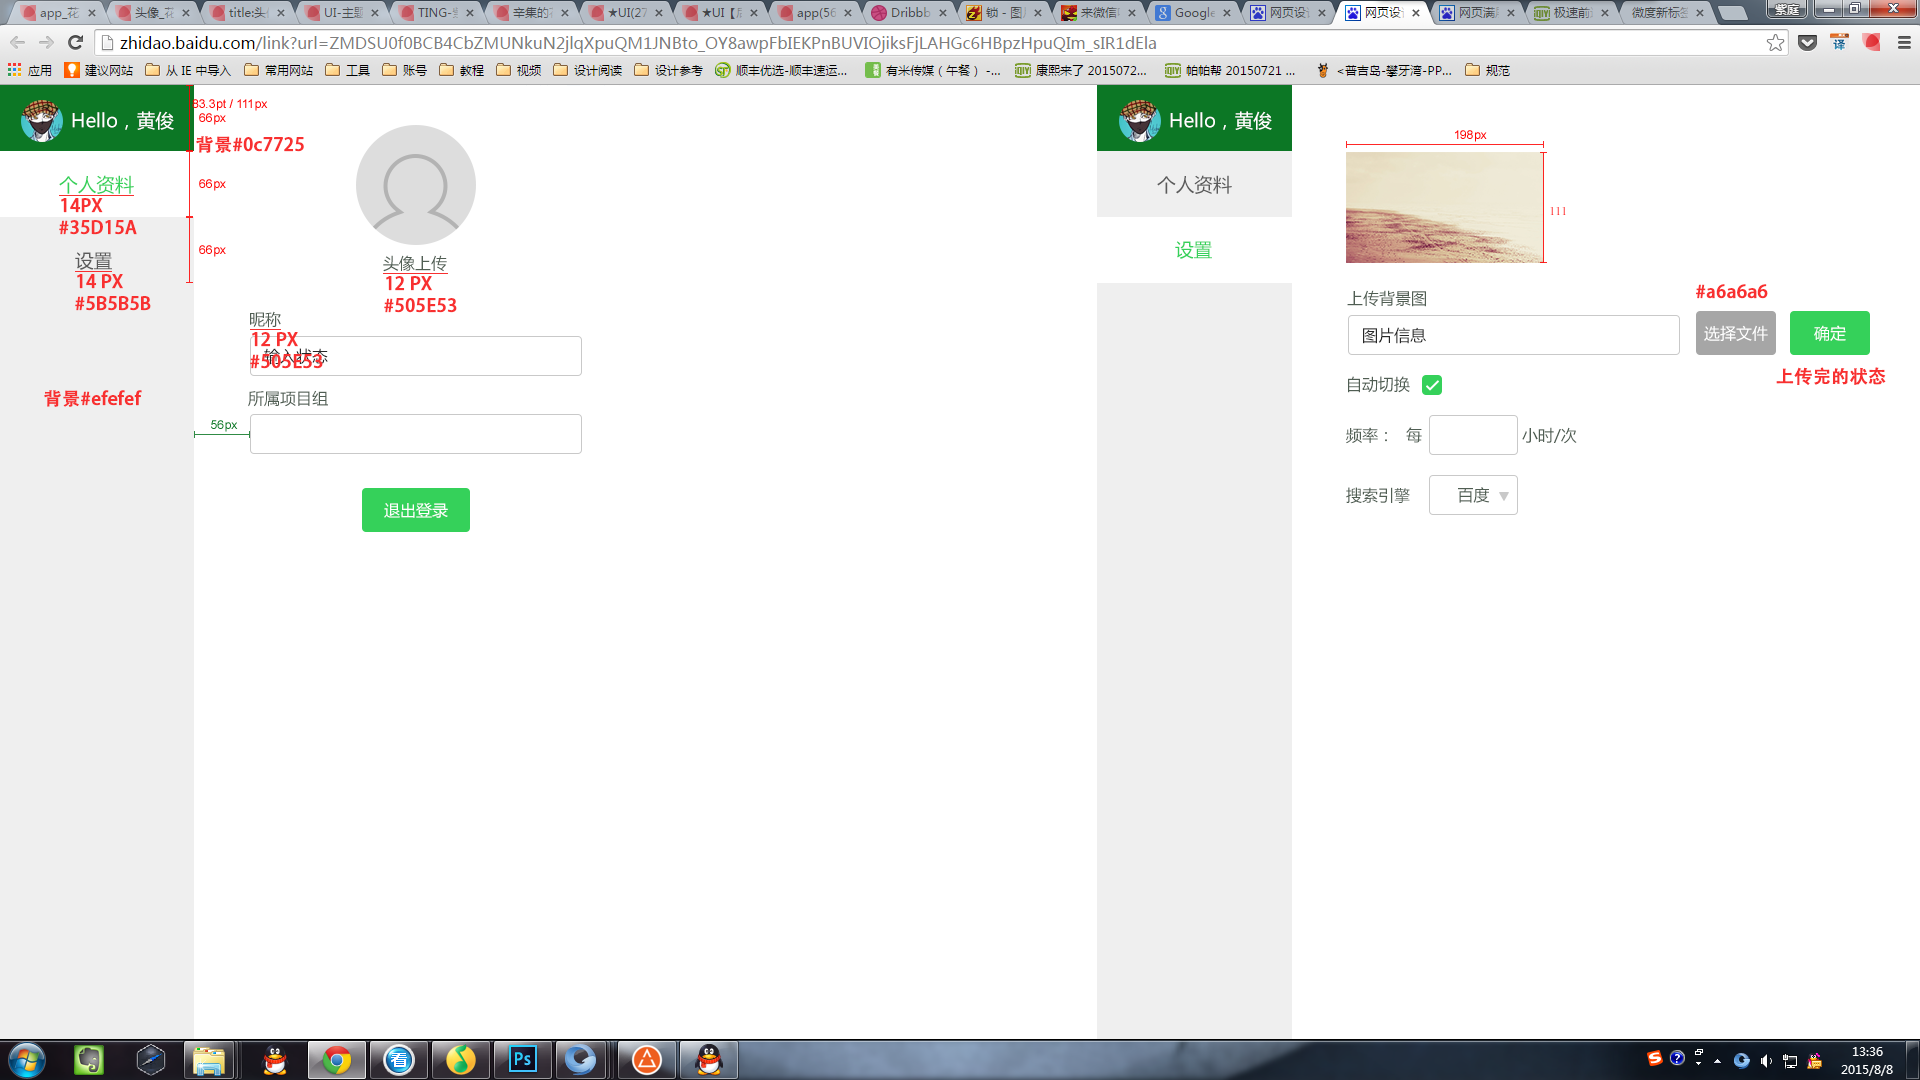 app_花
头像_花
title:头
UI-主题
TING-
辛集的花
★UI(27
★UI【
app(56
Dribbb
锁 - 图
来微信
Google
网页设
网页设
网页满
极速前
微度新标签
紫庭
zhidao.baidu.com/link?url=ZMDSU0f0BCB4CbZMUNkuN2jlqXpuQM1JNBto_OY8awpFbIEKPnBUVIOjiksFjLAHGc6HBpzHpuQIm_sIR1dEla
译
应用
建议网站
从 IE 中导入
常用网站
工具
账号
教程
视频
设计阅读
设计参考
顺丰优选-顺丰速运...
有米传媒（午餐） -...
康熙来了 2015072...
帕帕帮 20150721 ...
<普吉岛-攀牙湾-PP...
规范
Hello，黄俊
83.3pt / 111px
66px
背景#0c7725
个人资料
14PX
#35D15A
66px
设置
14 PX
#5B5B5B
66px
背景#efefef
头像上传
12 PX
#505E53
昵称
12 PX
#505E53
输入状态
所属项目组
56px
退出登录
Hello，黄俊
个人资料
设置
198px
111
上传背景图
图片信息
#a6a6a6
选择文件
确定
上传完的状态
自动切换
频率： 每
小时/次
搜索引擎
百度
看
Ps
13:36
2015/8/8